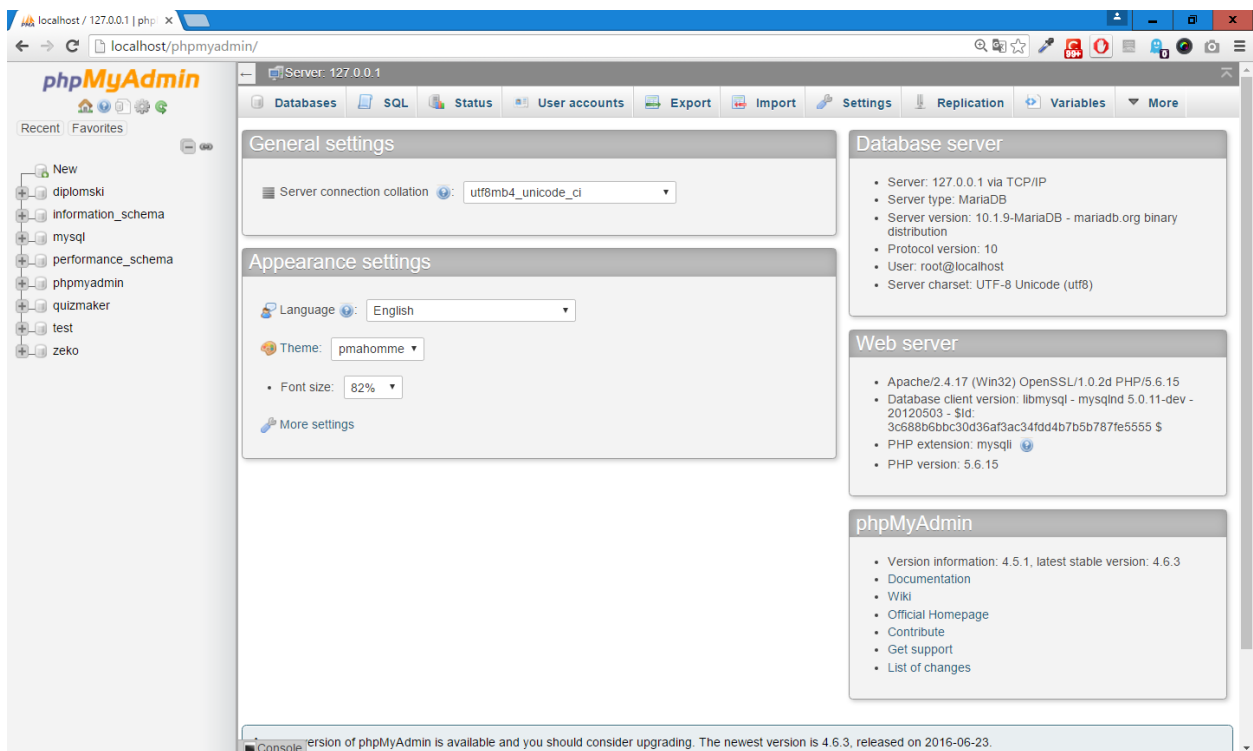 localhost / 127.0.0.1 | php
localhost/phpmyadmin/
99+
0
phpMyAdmin
Recent Favorites
New
diplomski
information_schema
mysql
performance_schema
phpmyadmin
quizmaker
test
zeko
Server: 127.0.0.1
Databases SQL Status User accounts Export Import Settings Replication Variables More
General settings
Server connection collation : utf8mb4_unicode_ci
Appearance settings
Language : English
Theme: pmahomme
• Font size: 82%
More settings
Database server
• Server: 127.0.0.1 via TCP/IP
• Server type: MariaDB
• Server version: 10.1.9-MariaDB - mariadb.org binary
distribution
• Protocol version: 10
• User: root@localhost
• Server charset: UTF-8 Unicode (utf8)
Web server
• Apache/2.4.17 (Win32) OpenSSL/1.0.2d PHP/5.6.15
• Database client version: libmysql - mysqlnd 5.0.11-dev -
20120503 - $Id:
3c688b6bbc30d36af3ac34fdd4b7b5b787fe5555 $
• PHP extension: mysqli
• PHP version: 5.6.15
phpMyAdmin
• Version information: 4.5.1, latest stable version: 4.6.3
• Documentation
• Wiki
• Official Homepage
• Contribute
• Get support
• List of changes
ersion of phpMyAdmin is available and you should consider upgrading. The newest version is 4.6.3, released on 2016-06-23.
Console